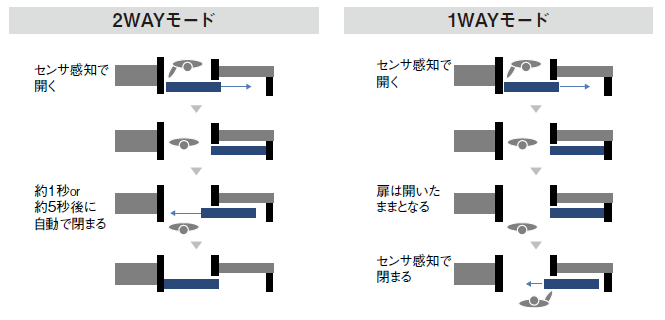 2WAYモード
センサ感知で
開く
約1秒or
約5秒後に
自動で閉まる
1WAYモード
センサ感知で
開く
扉は開いた
ままとなる
センサ感知で
閉まる